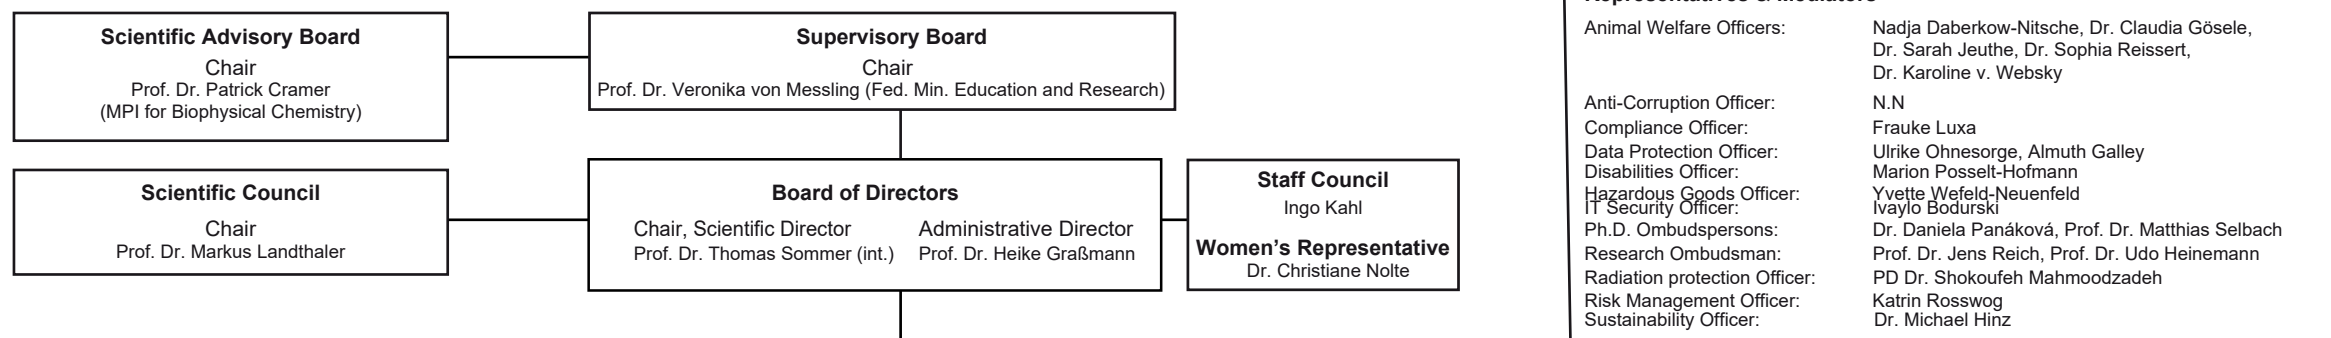 Scientific Advisory Board
Chair
Prof. Dr. Patrick Cramer
(MPI for Biophysical Chemistry)
Supervisory Board
Chair
Prof. Dr. Veronika von Messling (Fed. Min. Education and Research)
Scientific Council
Chair
Prof. Dr. Markus Landthaler
Board of Directors
Chair, Scientific Director
Prof. Dr. Thomas Sommer (int.)
Administrative Director
Prof. Dr. Heike Graßmann
Staff Council
Ingo Kahl
Women’s Representative
Dr. Christiane Nolte
Representatives & Mediators
Animal Welfare Officers: Nadja Daberkow-Nitsche, Dr. Claudia Gösele,
Dr. Sarah Jeuthe, Dr. Sophia Reissert,
Dr. Karoline v. Websky
Anti-Corruption Officer: N.N
Compliance Officer: Frauke Luxa
Data Protection Officer: Ulrike Ohnesorge, Almuth Galley
Disabilities Officer: Marion Posselt-Hofmann
Hazardous Goods Officer: Yvette Wefeld-Neuenfeld
IT Security Officer: Ivaylo Bodurski
Ph.D. Ombudspersons: Dr. Daniela Panáková, Prof. Dr. Matthias Selbach
Research Ombudsman: Prof. Dr. Jens Reich, Prof. Dr. Udo Heinemann
Radiation protection Officer: PD Dr. Shokoufeh Mahmoodzadeh
Risk Management Officer: Katrin Rosswog
Sustainability Officer: Dr. Michael Hinz